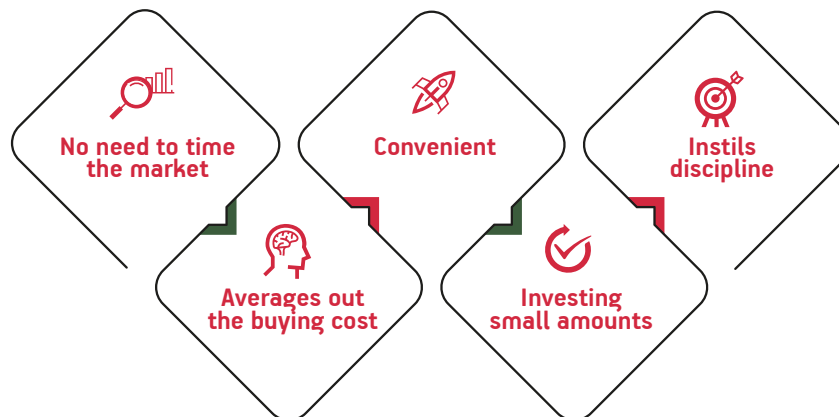 No need to time
the market
Convenient
Instils
discipline
Averages out
the buying cost
Investing
small amounts